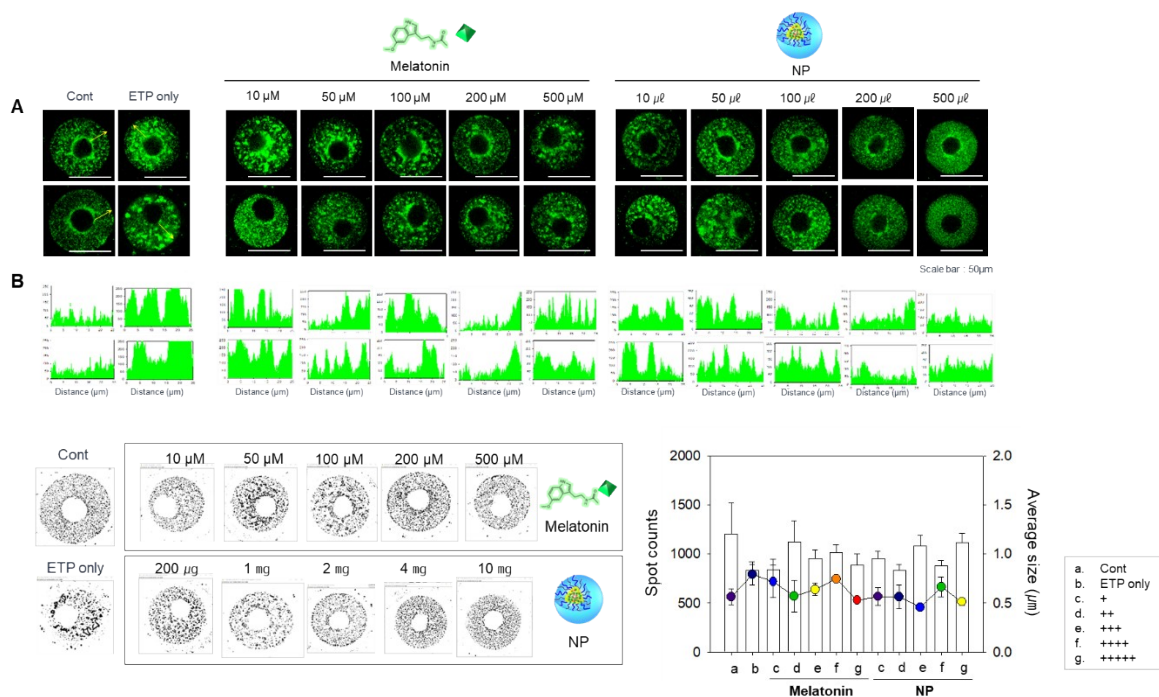 Melatonin
NP
Cont
ETP only
10 µM
50 µM
100 µM
200 µM
500 µM
10 ㎕
50 ㎕
100 ㎕
200 ㎕
500 ㎕
A
Scale bar : 50µm
B
Distance (µm)
Distance (µm)
Distance (µm)
Distance (µm)
Distance (µm)
Distance (µm)
Distance (µm)
Distance (µm)
Distance (µm)
Distance (µm)
Distance (µm)
Distance (µm)
Cont
10 µM
50 µM
100 µM
200 µM
500 µM
Melatonin
ETP only
200 µg
1 mg
2 mg
4 mg
10 mg
NP
2000
1500
1000
500
0
Spot counts
2.0
1.5
1.0
0.5
0.0
Average size (µm)
a b c d e f g c d e f g
Melatonin
NP
a. Cont
b. ETP only
c. +
d. ++
e. +++
f. ++++
g. +++++